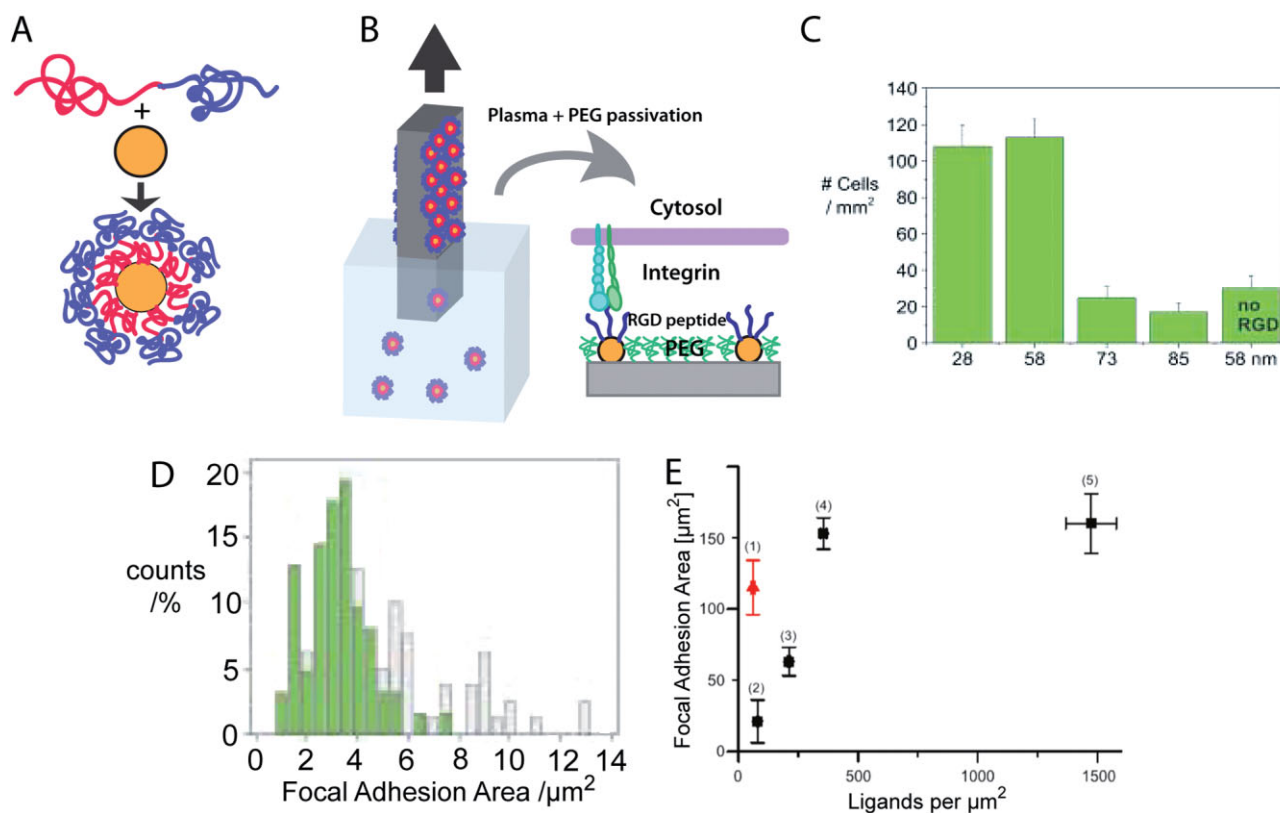 A
+
B
Plasma + PEG passivation
Cytosol
Integrin
RGD peptide
PEG
C
140
120
100
80
60
40
20
0
# Cells
/ mm²
no
RGD
28 58 73 85 58 nm
D
20
15
10
5
0
counts
/%
0 2 4 6 8 10 12 14
Focal Adhesion Area /µm²
E
Focal Adhesion Area [µm²]
150
100
50
0
(1)
(2)
(3)
(4)
(5)
0 500 1000 1500
Ligands per µm²